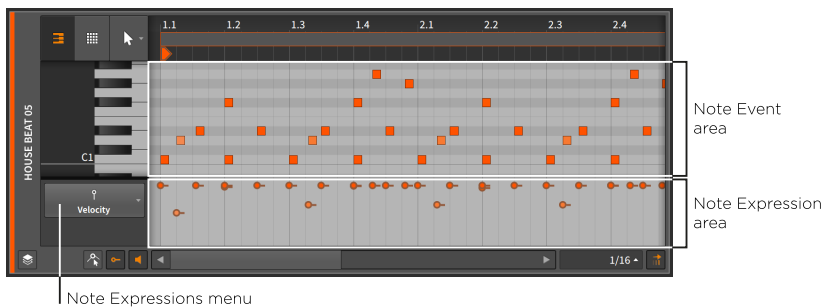 1.1 1.2 1.3 1.4 2.1 2.2 2.3 2.4
HOUSE BEAT 05
C1
Note Event
area
Velocity
Note Expression
area
1/16
Note Expressions menu